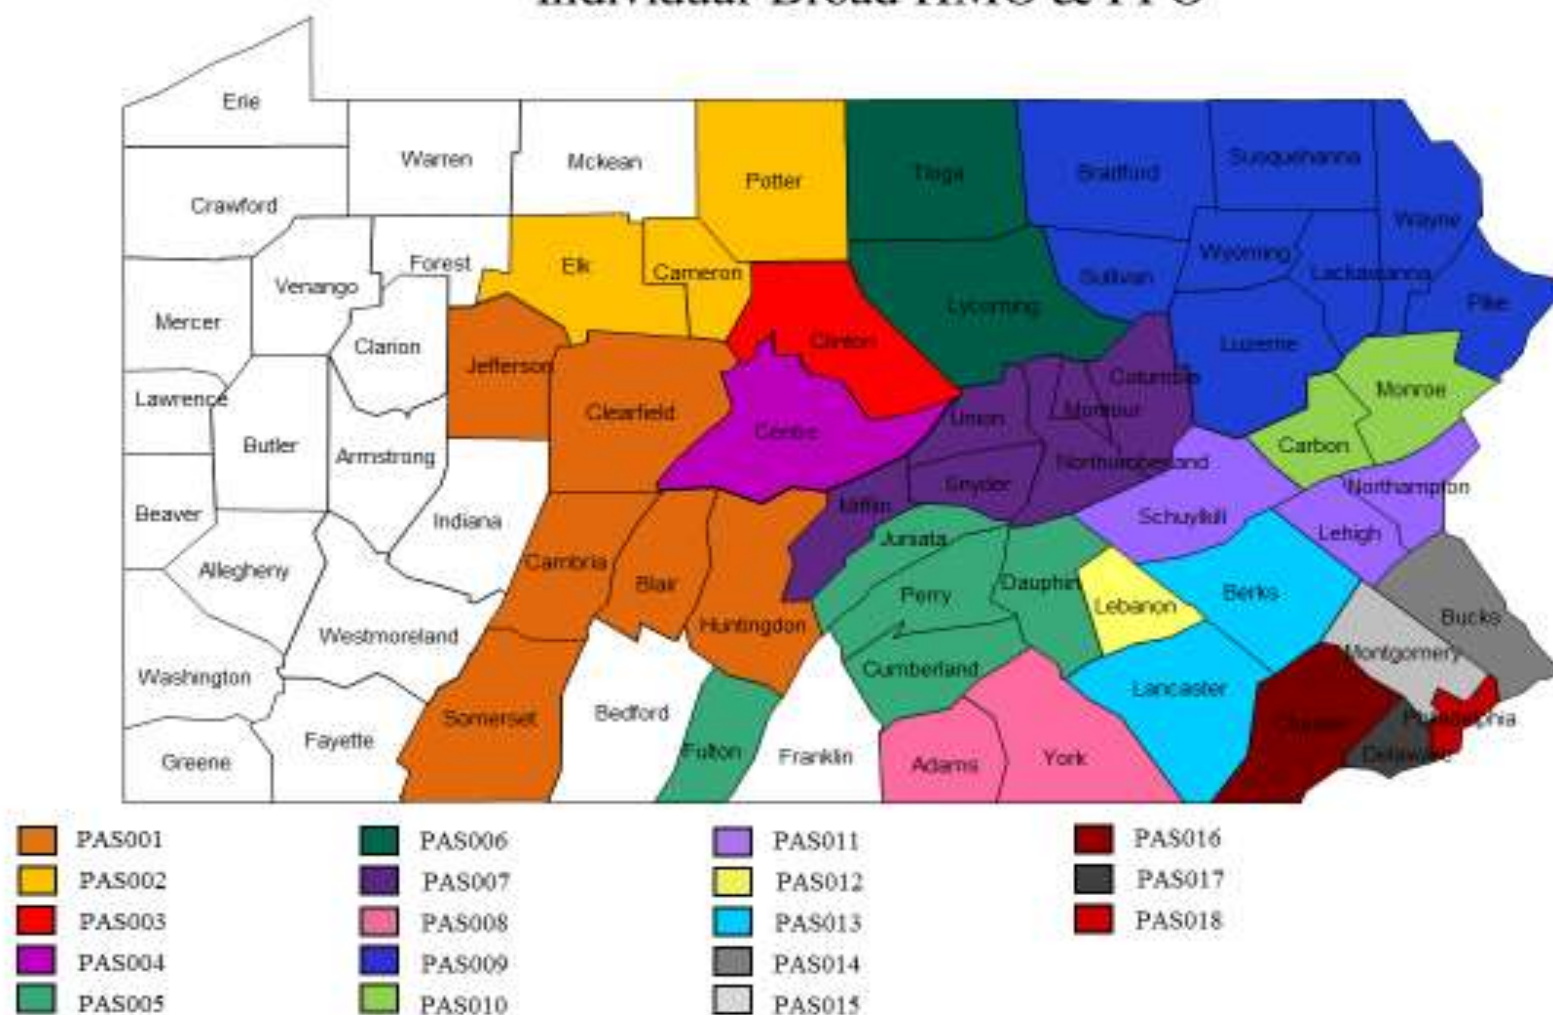 Individual Broad HMO & PPO
Erie
Warren
Mckean
Potter
Tioga
Bradford
Susquehanna
Crawford
Wayne
Forest
Elk
Cameron
Wyoming
Sullivan
Lackawanna
Venango
Mercer
Lycoming
Pike
Clarion
Clinton
Luzerne
Jefferson
Columbia
Monroe
Lawrence
Clearfield
Montour
Union
Centre
Butler
Armstrong
Carbon
Northumberland
Snyder
Northampton
Mifflin
Beaver
Indiana
Schuylkill
Lehigh
Juniata
Cambria
Allegheny
Blair
Dauphin
Perry
Lebanon
Berks
Bucks
Huntingdon
Westmoreland
Montgomery
Cumberland
Washington
Lancaster
Somerset
Bedford
Philadelphia
Chester
Fayette
Fulton
Franklin
Greene
Adams
York
Delaware
PAS001
PAS002
PAS003
PAS004
PAS005
PAS006
PAS007
PAS008
PAS009
PAS010
PAS011
PAS012
PAS013
PAS014
PAS015
PAS016
PAS017
PAS018